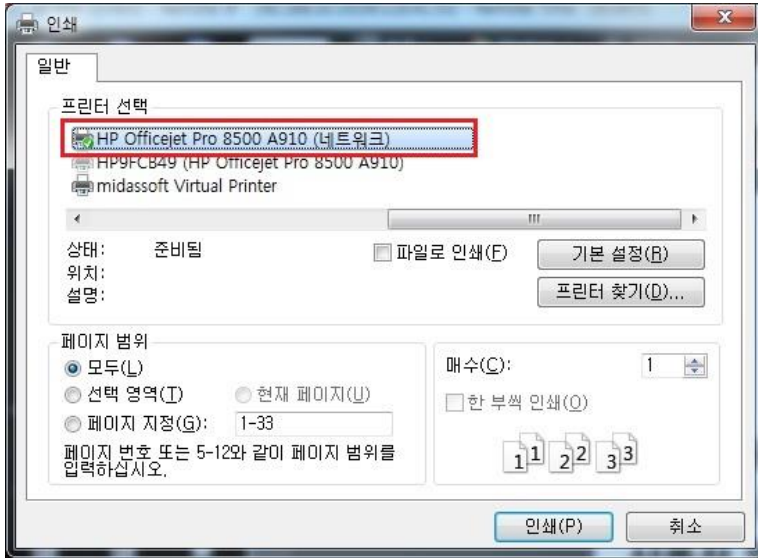 인쇄
일반
프린터 선택
HP Officejet Pro 8500 A910 (네트워크)
HP9FCB49 (HP Officejet Pro 8500 A910)
midassoft Virtual Printer
상태: 준비됨 파일로 인쇄(F) 기본 설정(R)
위치:
설명: 프린터 찾기(D)...
페이지 범위
모두(L)
선택 영역(T) 현재 페이지(U)
페이지 지정(G): 1-33
페이지 번호 또는 5-12와 같이 페이지 범위를
입력하십시오.
매수(C): 1
한 부씩 인쇄(O)
1 1 2 2 3 3
인쇄(P) 취소